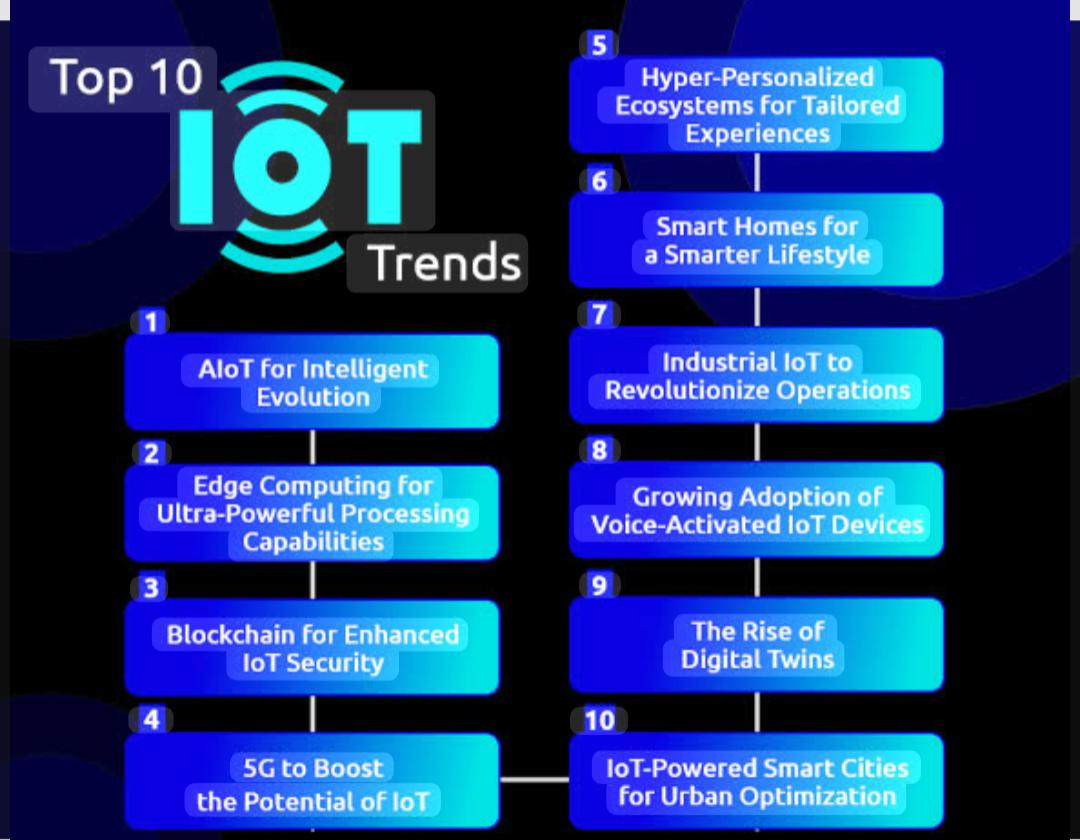 Top 10
IoT
Trends
1
AIoT for Intelligent
Evolution
2
Edge Computing for
Ultra-Powerful Processing
Capabilities
3
Blockchain for Enhanced
IoT Security
4
5G to Boost
the Potential of IoT
5
Hyper-Personalized
Ecosystems for Tailored
Experiences
6
Smart Homes for
a Smarter Lifestyle
7
Industrial IoT to
Revolutionize Operations
8
Growing Adoption of
Voice-Activated IoT Devices
9
The Rise of
Digital Twins
10
IoT-Powered Smart Cities
for Urban Optimization